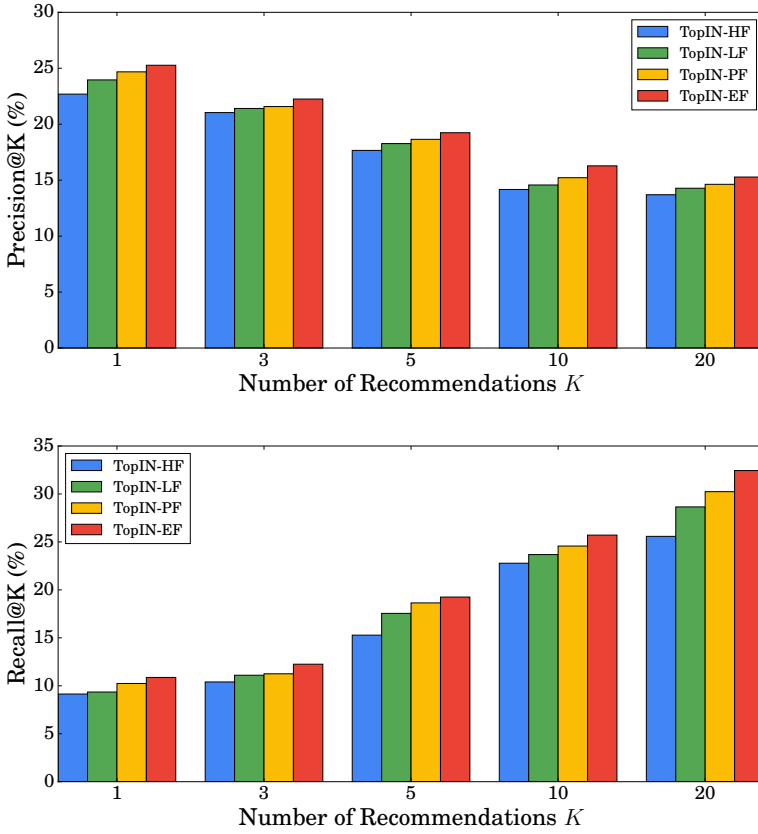 30
25
20
15
10
5
0
Precision@K (%)
TopIN-HF
TopIN-LF
TopIN-PF
TopIN-EF
1 3 5 10 20
Number of Recommendations K
35
30
25
20
15
10
5
0
Recall@K (%)
TopIN-HF
TopIN-LF
TopIN-PF
TopIN-EF
1 3 5 10 20
Number of Recommendations K